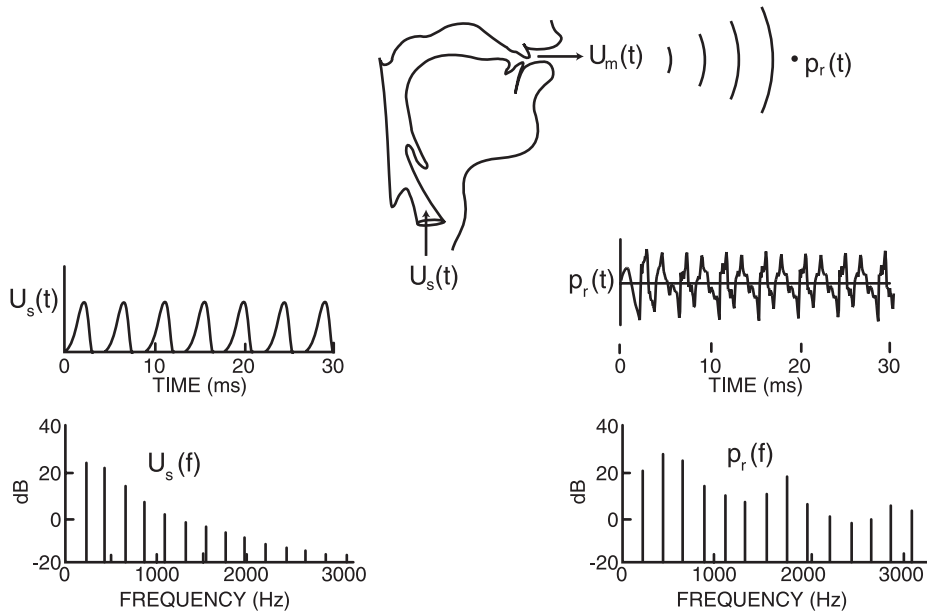 U_m(t)
p_r(t)
U_s(t)
U_s(t)
0 10 20 30
TIME (ms)
p_r(t)
0 10 20 30
TIME (ms)
40
20
0
-20
dB
U_s(f)
0 1000 2000 3000
FREQUENCY (Hz)
40
20
0
-20
dB
p_r(f)
0 1000 2000 3000
FREQUENCY (Hz)